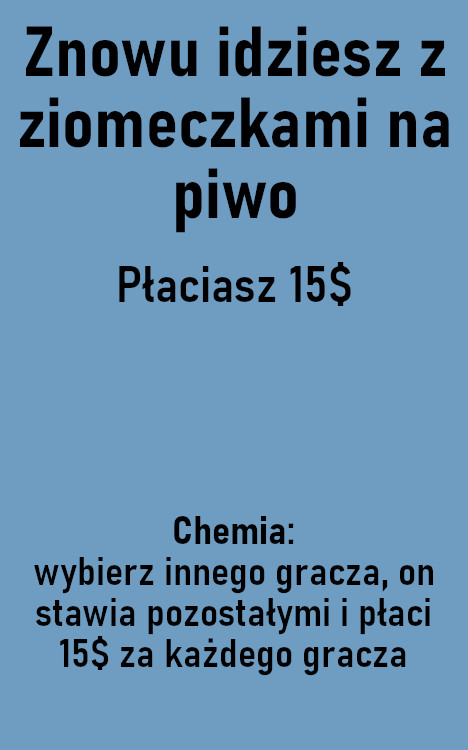 Znowu idziesz z
ziomeczkami na
piwo
Płaciasz 15$
Chemia:
wybierz innego gracza, on
stawia pozostałymi i płaci
15$ za każdego gracza